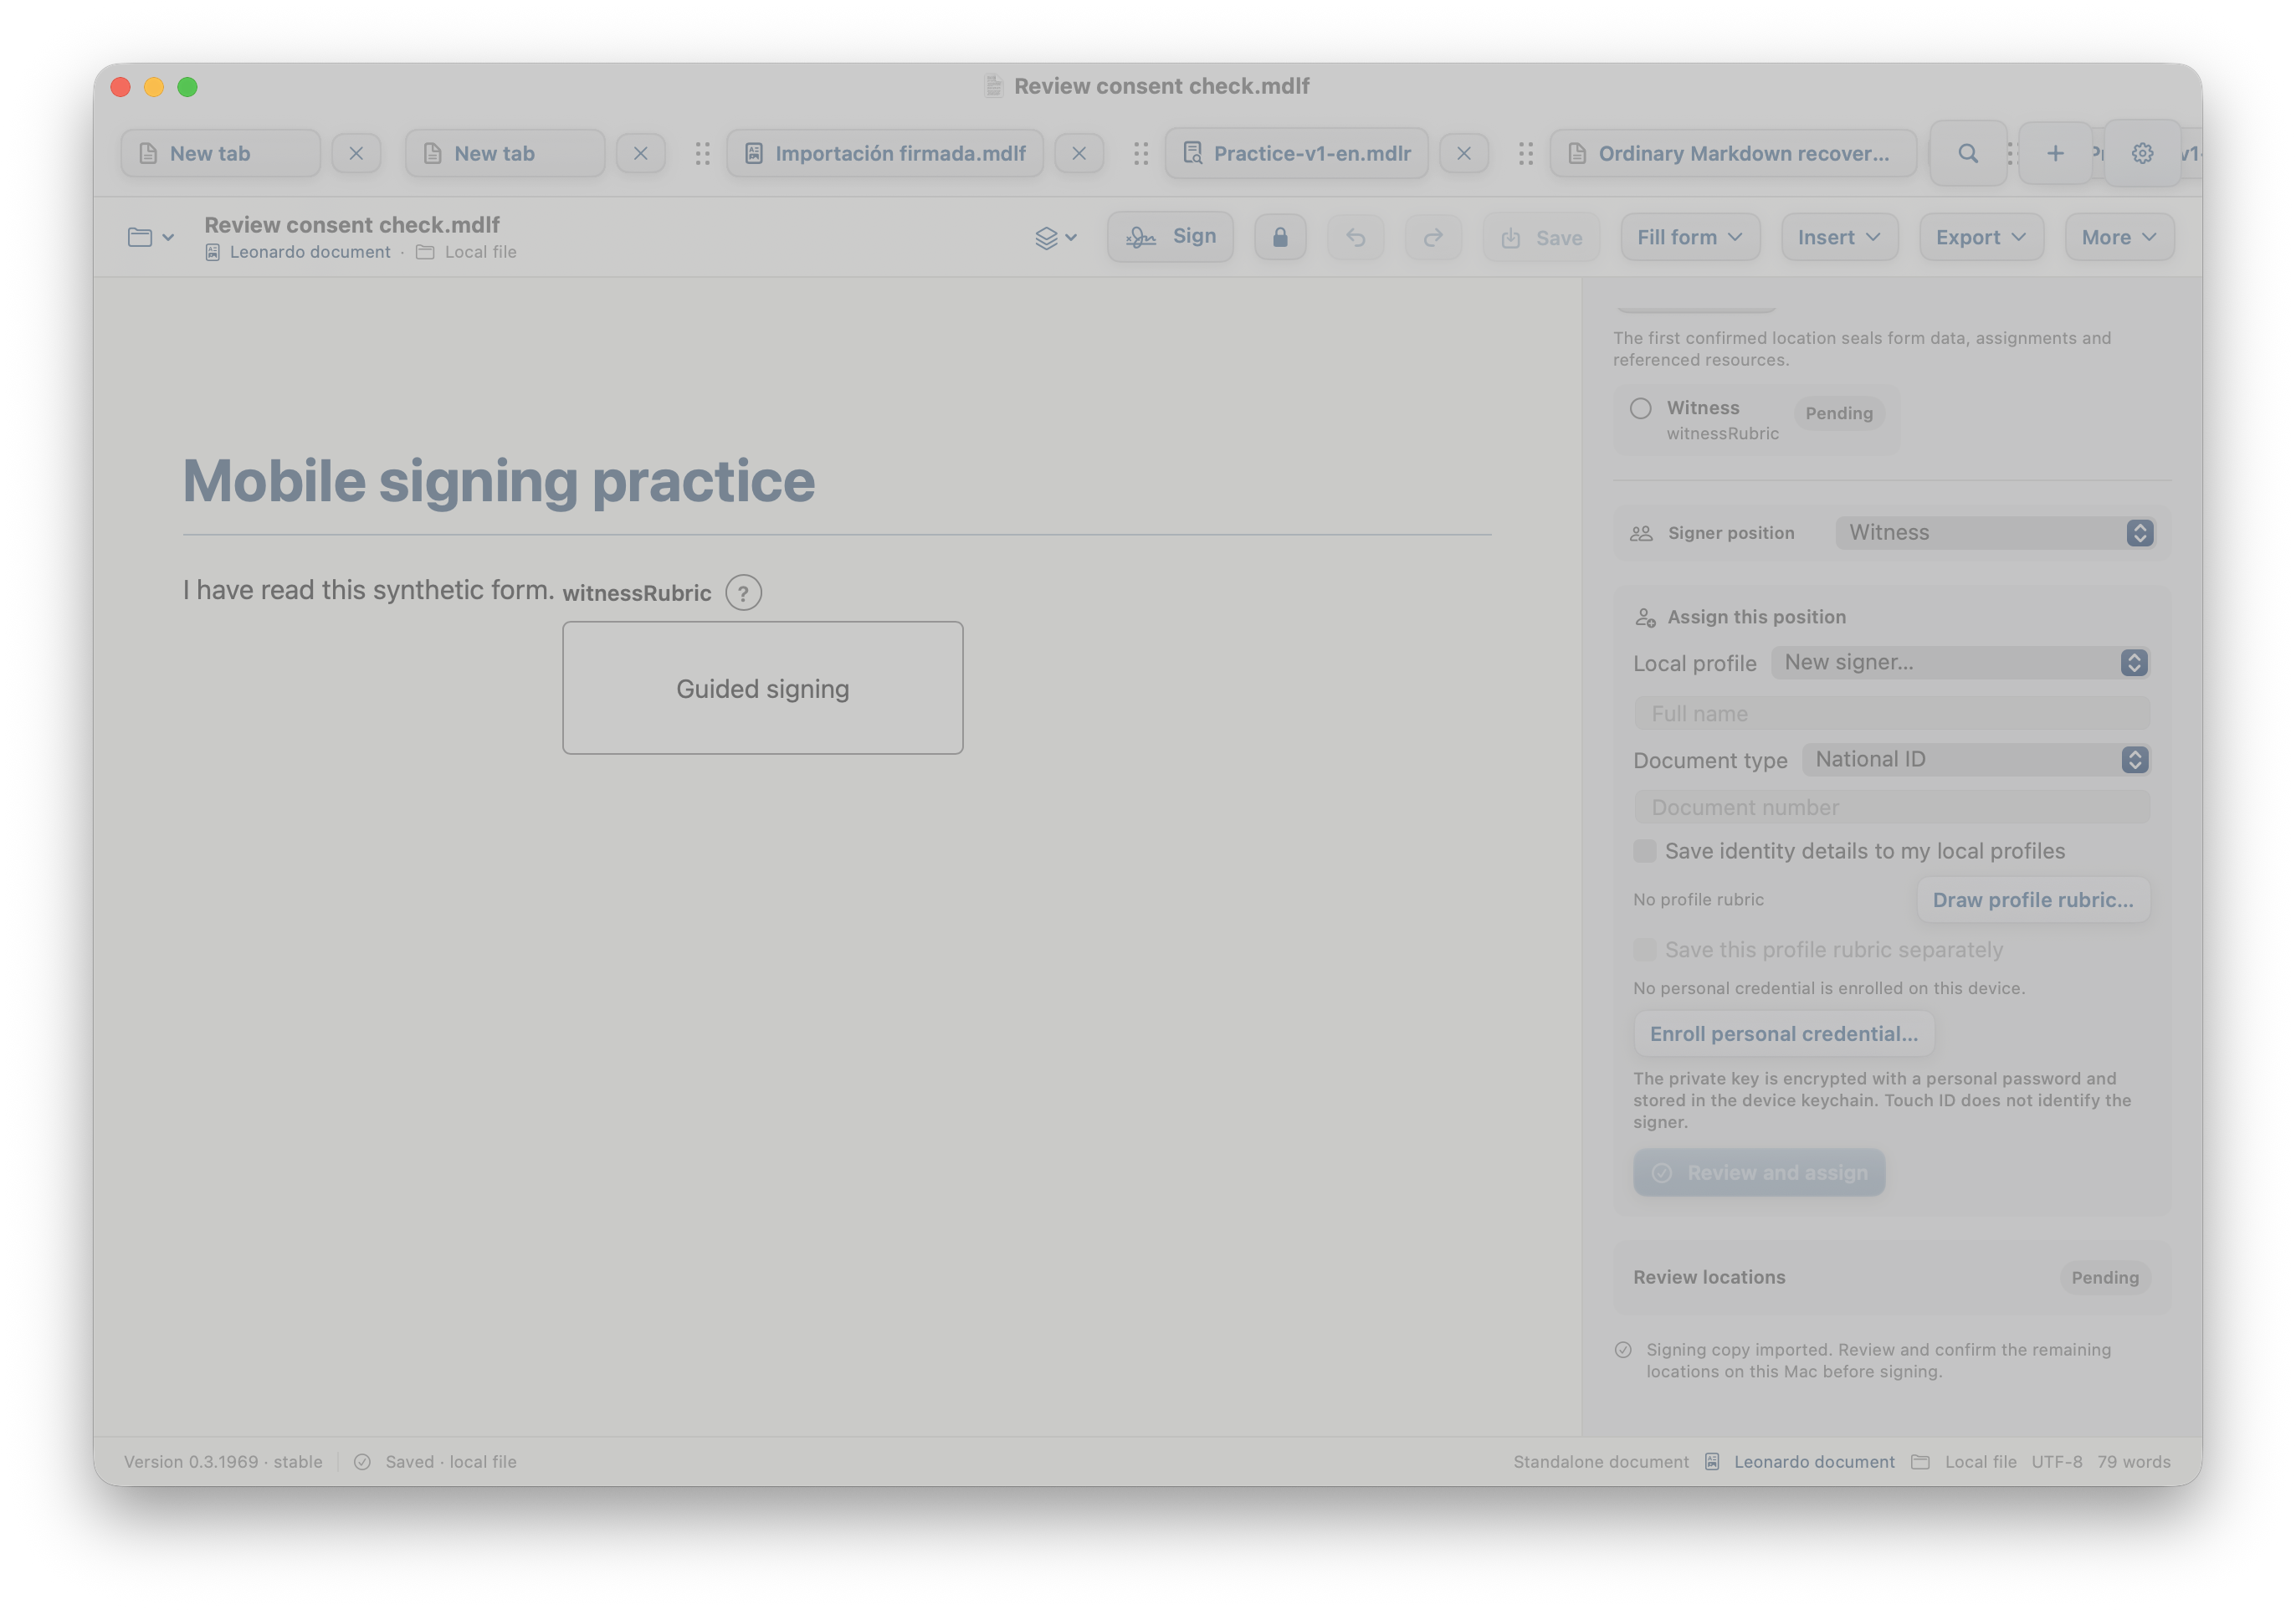 Review consent check.mdlf
New tab
New tab
Importación firmada.mdlf
Practice-v1-en.mdlr
Ordinary Markdown recover...
Review consent check.mdlf
Leonardo document · Local file
Sign
Save
Fill form
Insert
Export
More
Mobile signing practice
I have read this synthetic form. witnessRubric ?
Guided signing
The first confirmed location seals form data, assignments and
referenced resources.
Witness
witnessRubric
Pending
Signer position
Witness
Assign this position
Local profile
New signer...
Full name
Document type
National ID
Document number
Save identity details to my local profiles
No profile rubric
Draw profile rubric...
Save this profile rubric separately
No personal credential is enrolled on this device.
Enroll personal credential...
The private key is encrypted with a personal password and
stored in the device keychain. Touch ID does not identify the
signer.
Review and assign
Review locations
Pending
Signing copy imported. Review and confirm the remaining
locations on this Mac before signing.
Version 0.3.1969 · stable
Saved · local file
Standalone document
Leonardo document
Local file
UTF-8
79 words